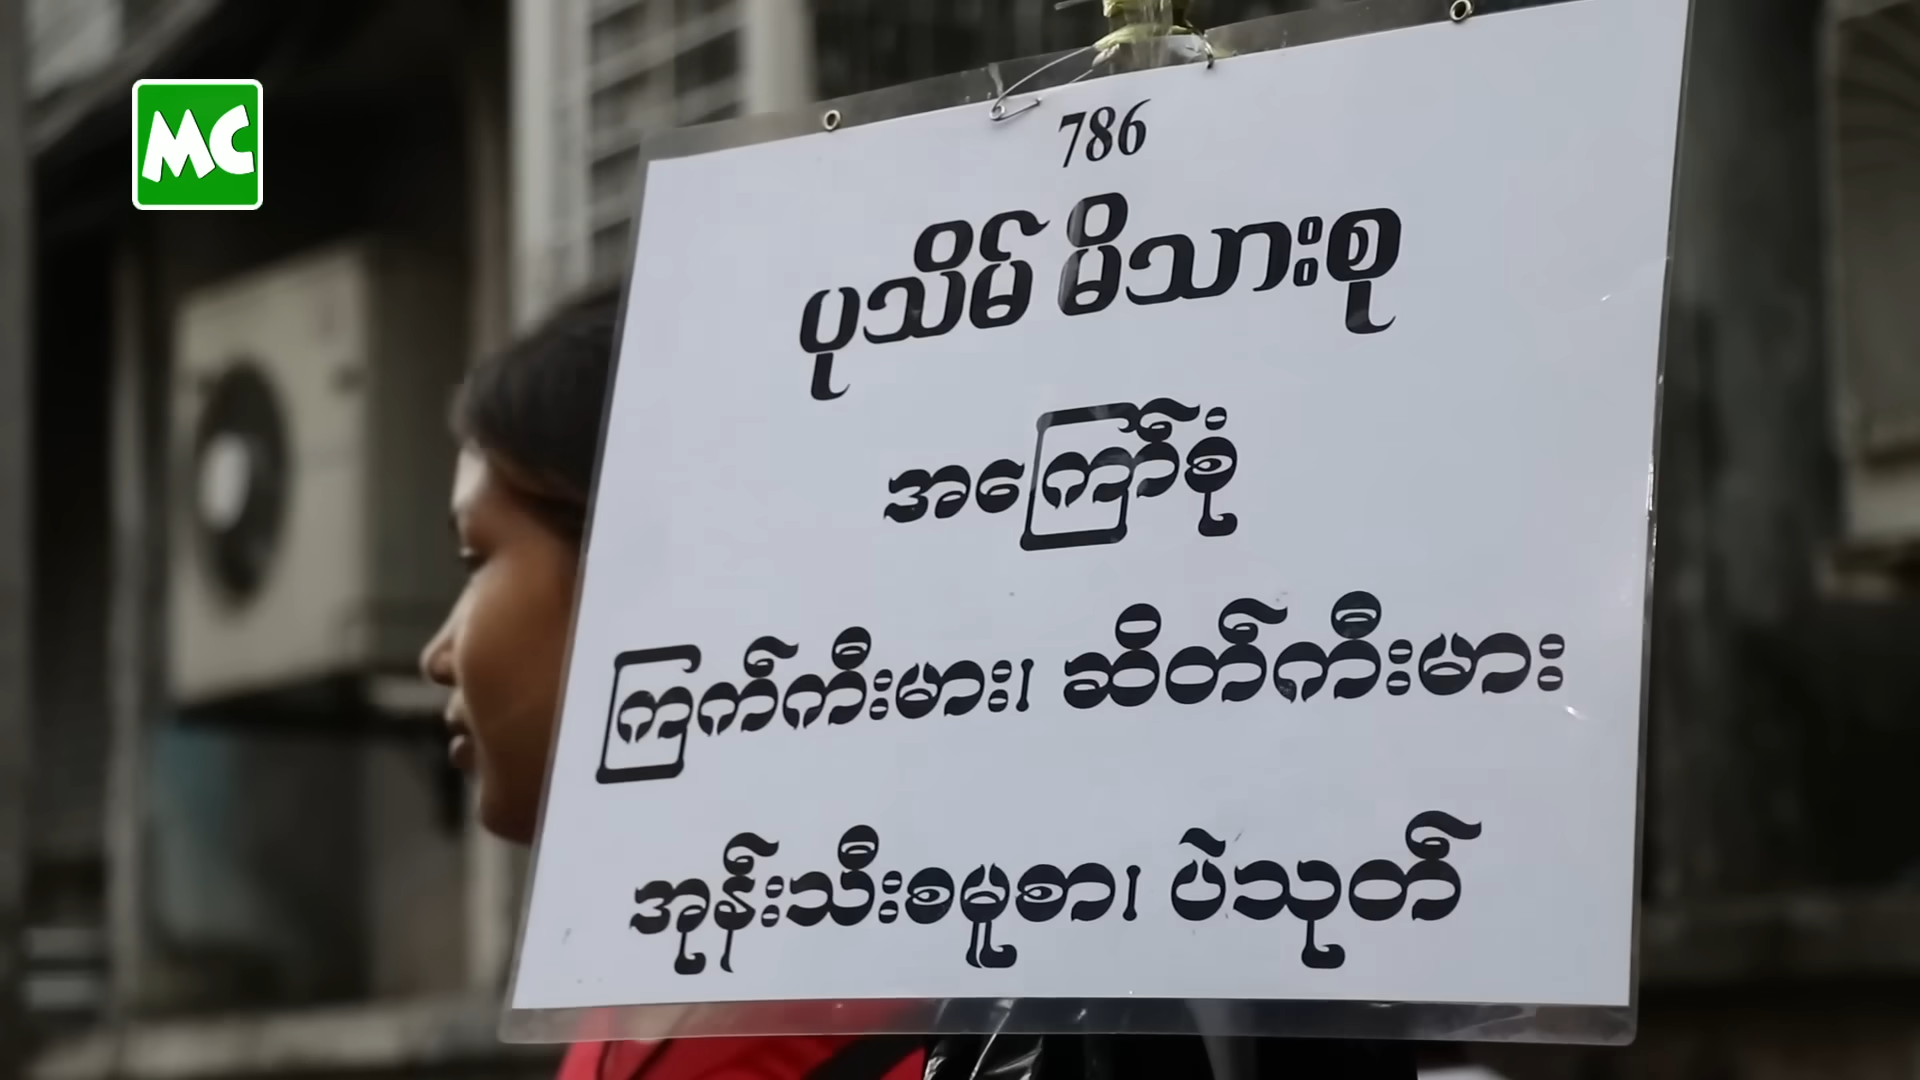 MC
786
ပုသိမ် မိသားစု
အကြော်စုံ
ကြက်ကီးမား၊ ဆိတ်ကီးမား
အုန်းသီးစမူစာ၊ ပဲသုတ်